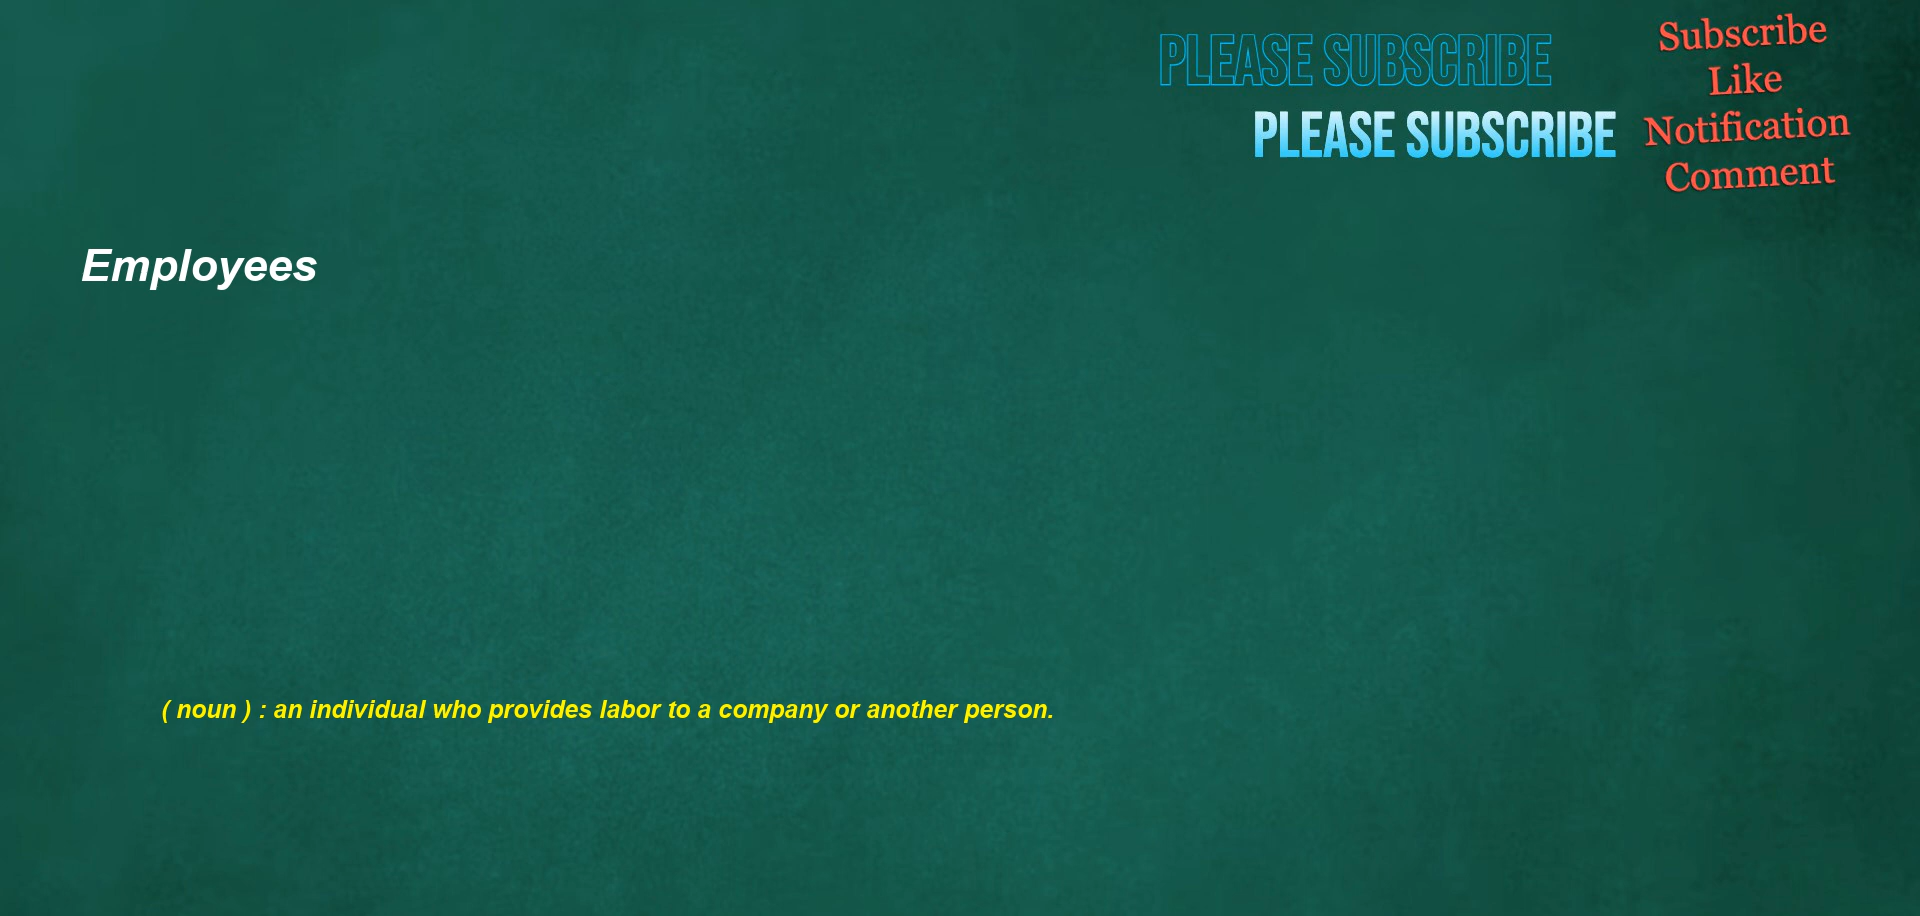 PLEASE SUBSCRIBE
PLEASE SUBSCRIBE
Subscribe
Like
Notification
Comment
Employees
( noun ) : an individual who provides labor to a company or another person.